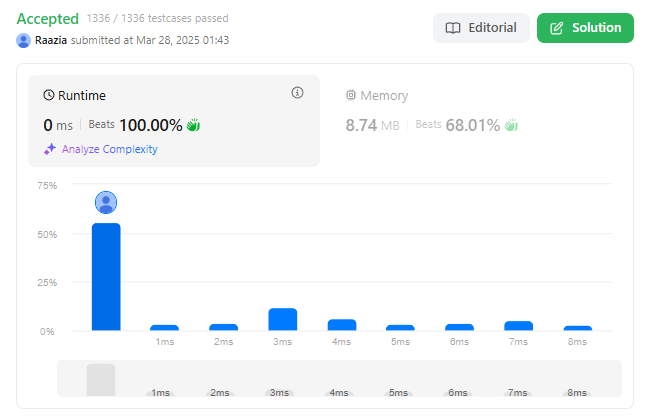 Accepted 1336 / 1336 testcases passed
Raazia submitted at Mar 28, 2025 01:43
Editorial
Solution
Runtime
0 ms Beats 100.00%
Analyze Complexity
Memory
8.74 MB Beats 68.01%
75%
50%
25%
0%
1ms 2ms 3ms 4ms 5ms 6ms 7ms 8ms
1ms 2ms 3ms 4ms 5ms 6ms 7ms 8ms